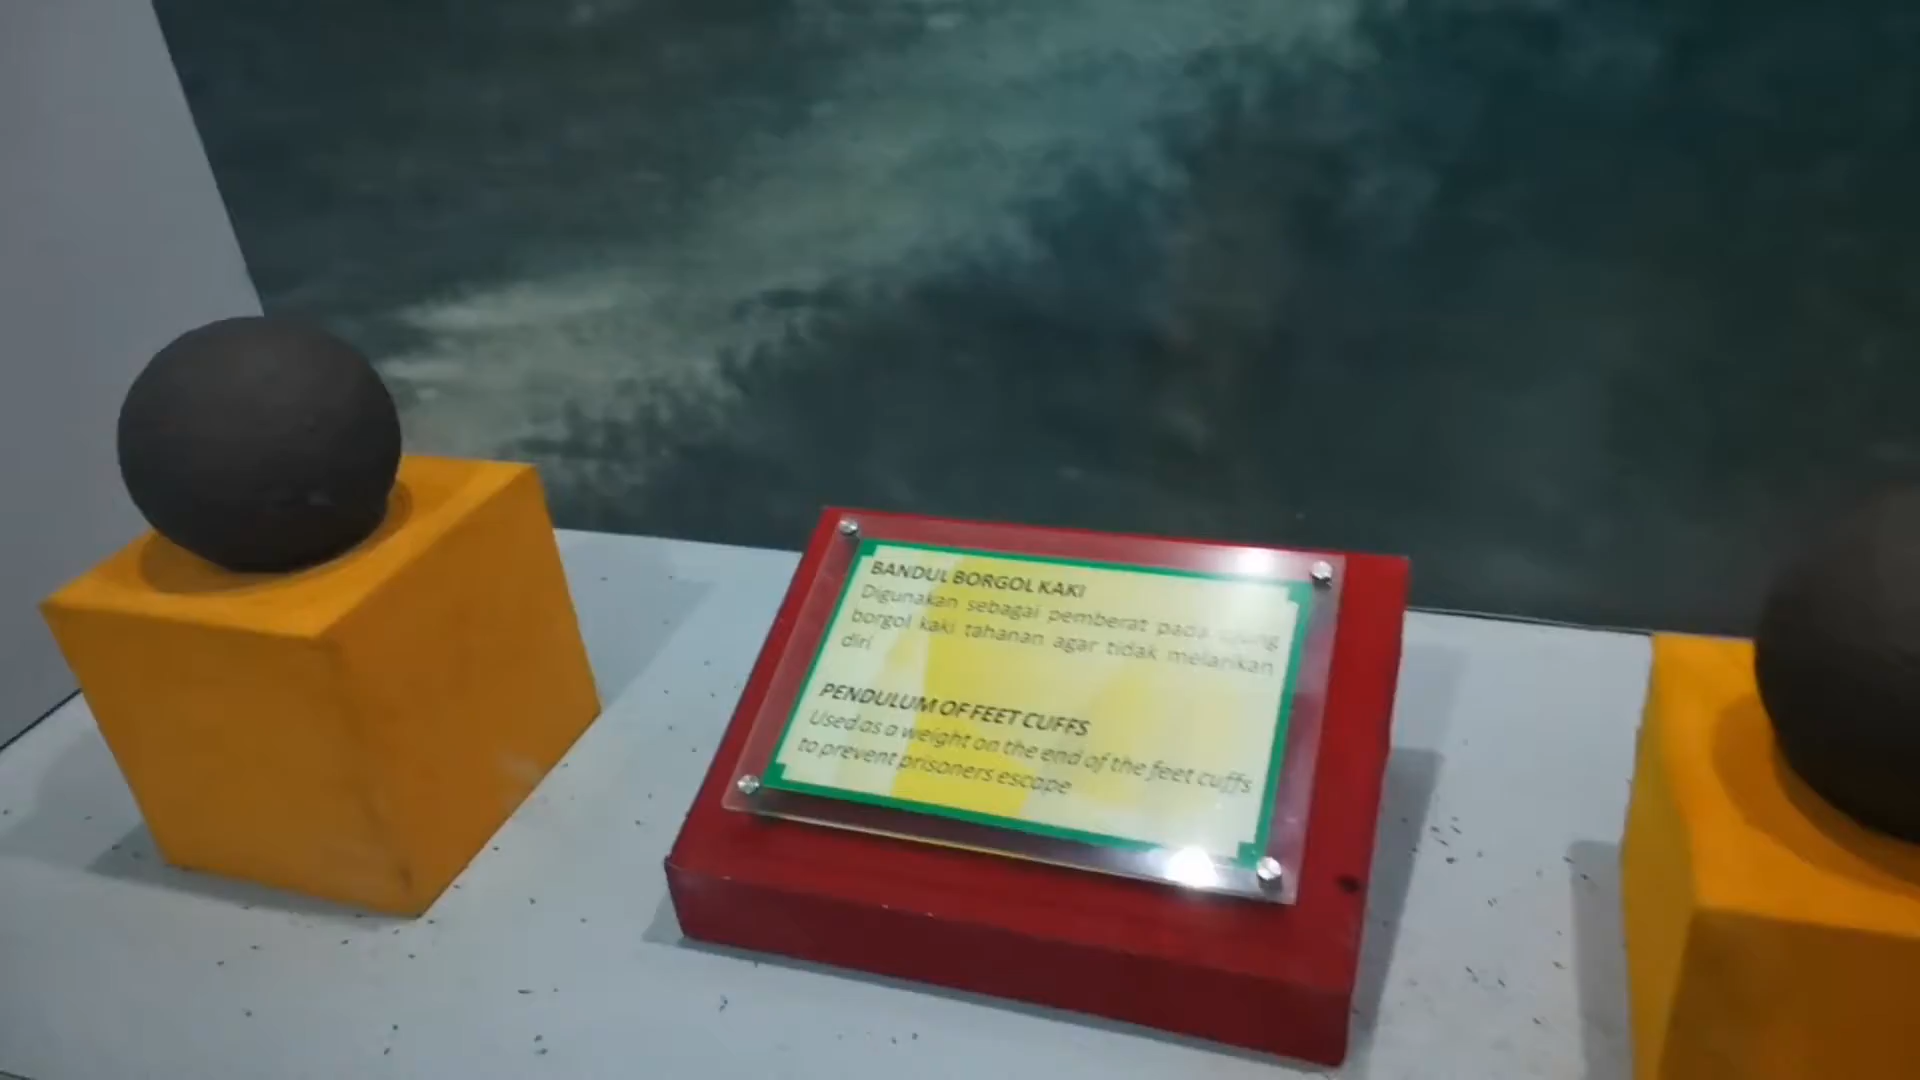 BANDUL BORGOL KAKI
Digunakan sebagai pemberat pada ujung
borgol kaki tahanan agar tidak melarikan
diri
PENDULUM OF FEET CUFFS
Used as a weight on the end of the feet cuffs
to prevent prisoners escape